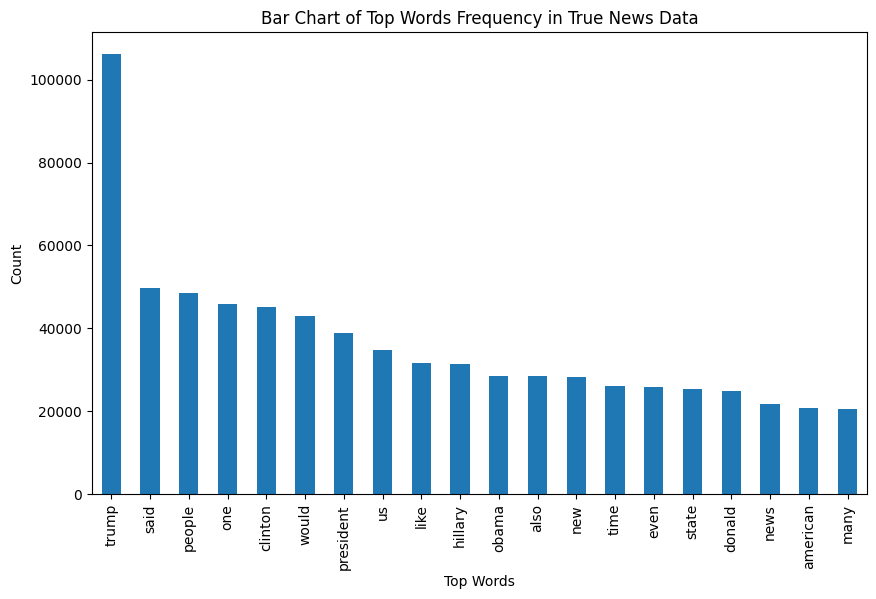 Bar Chart of Top Words Frequency in True News Data
100000
80000
60000
40000
20000
0
Count
trump
said
people
one
clinton
would
president
us
like
hillary
obama
also
new
time
even
state
donald
news
american
many
Top Words